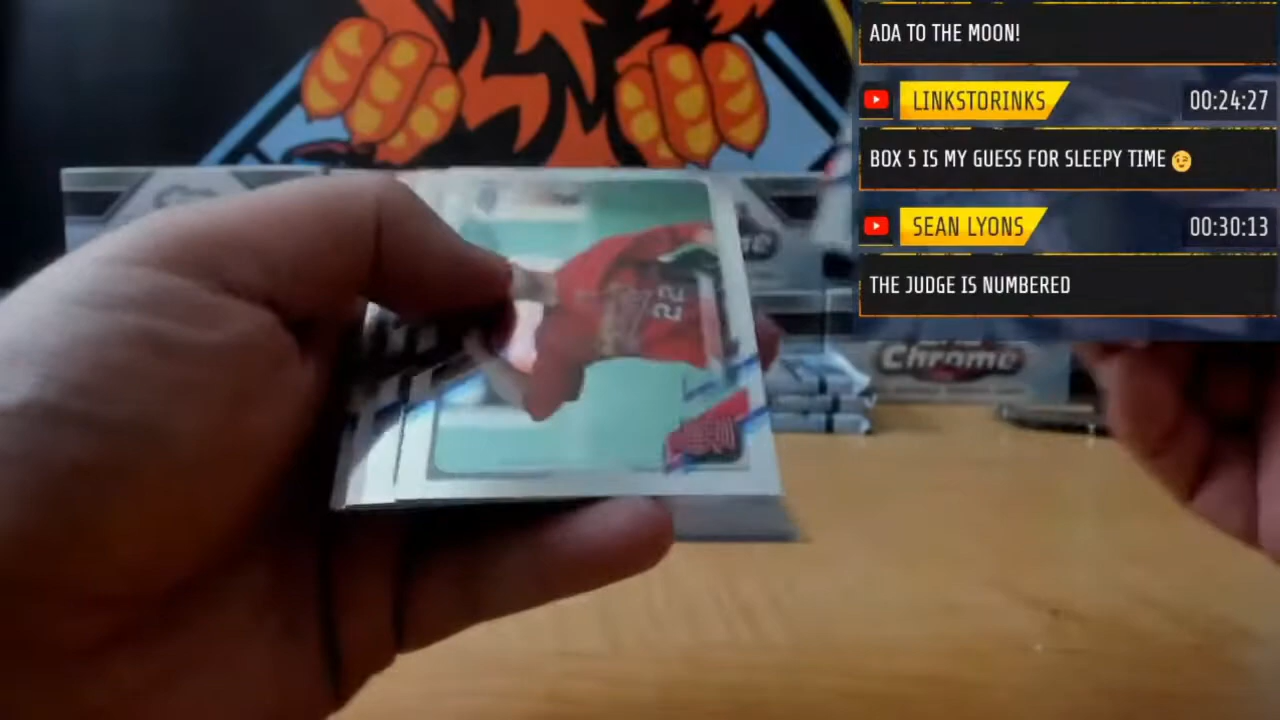 ADA TO THE MOON!
LINKSTORINKS 00:24:27
BOX 5 IS MY GUESS FOR SLEEPY TIME 😉
SEAN LYONS 00:30:13
THE JUDGE IS NUMBERED
Chrome
22